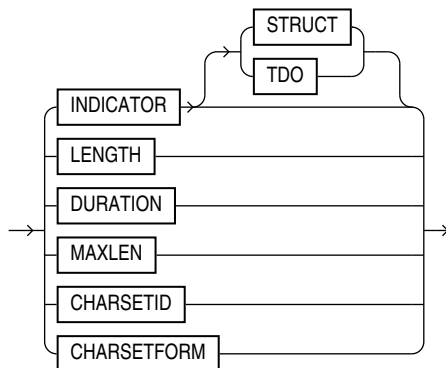 STRUCT
TDO
INDICATOR
LENGTH
DURATION
MAXLEN
CHARSETID
CHARSETFORM